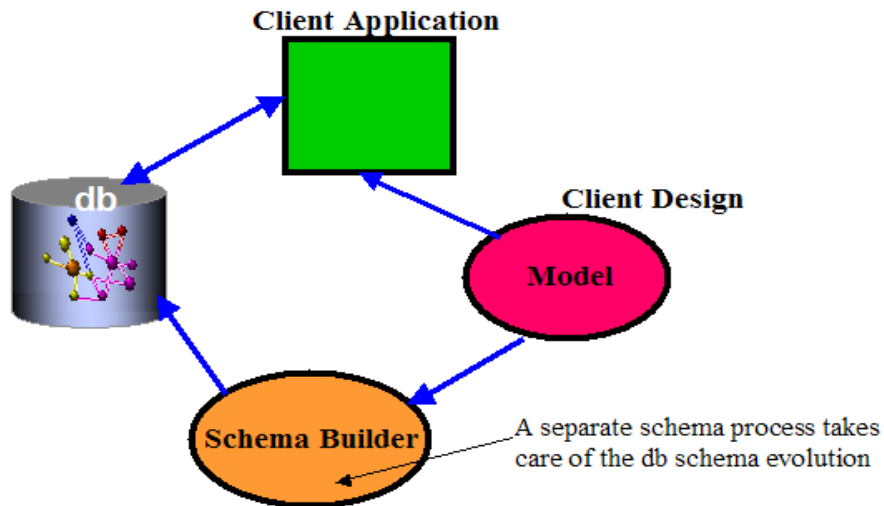 Client Application
db
Client Design
Model
Schema Builder
A separate schema process takes
care of the db schema evolution